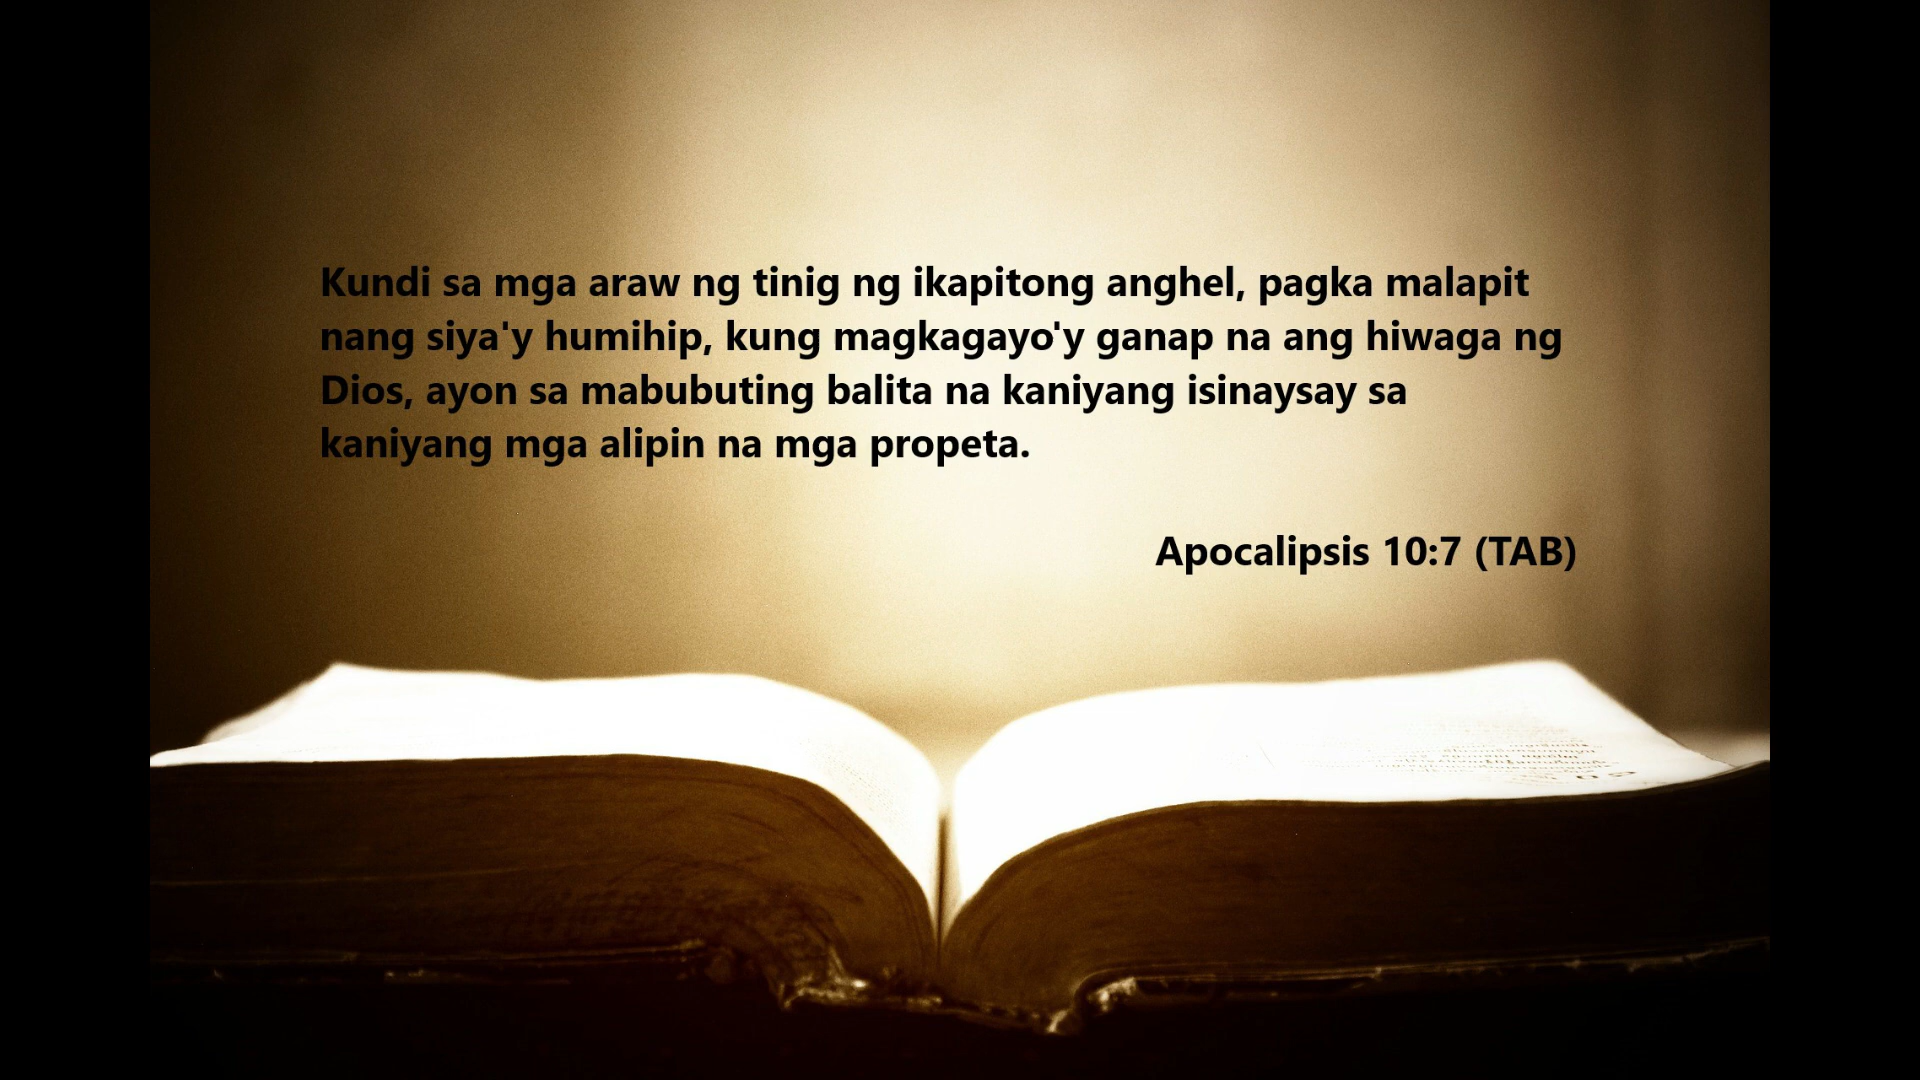 Kundi sa mga araw ng tinig ng ikapitong anghel, pagka malapit
nang siya'y humihip, kung magkagayo'y ganap na ang hiwaga ng
Dios, ayon sa mabubuting balita na kaniyang isinaysay sa
kaniyang mga alipin na mga propeta.
Apocalipsis 10:7 (TAB)